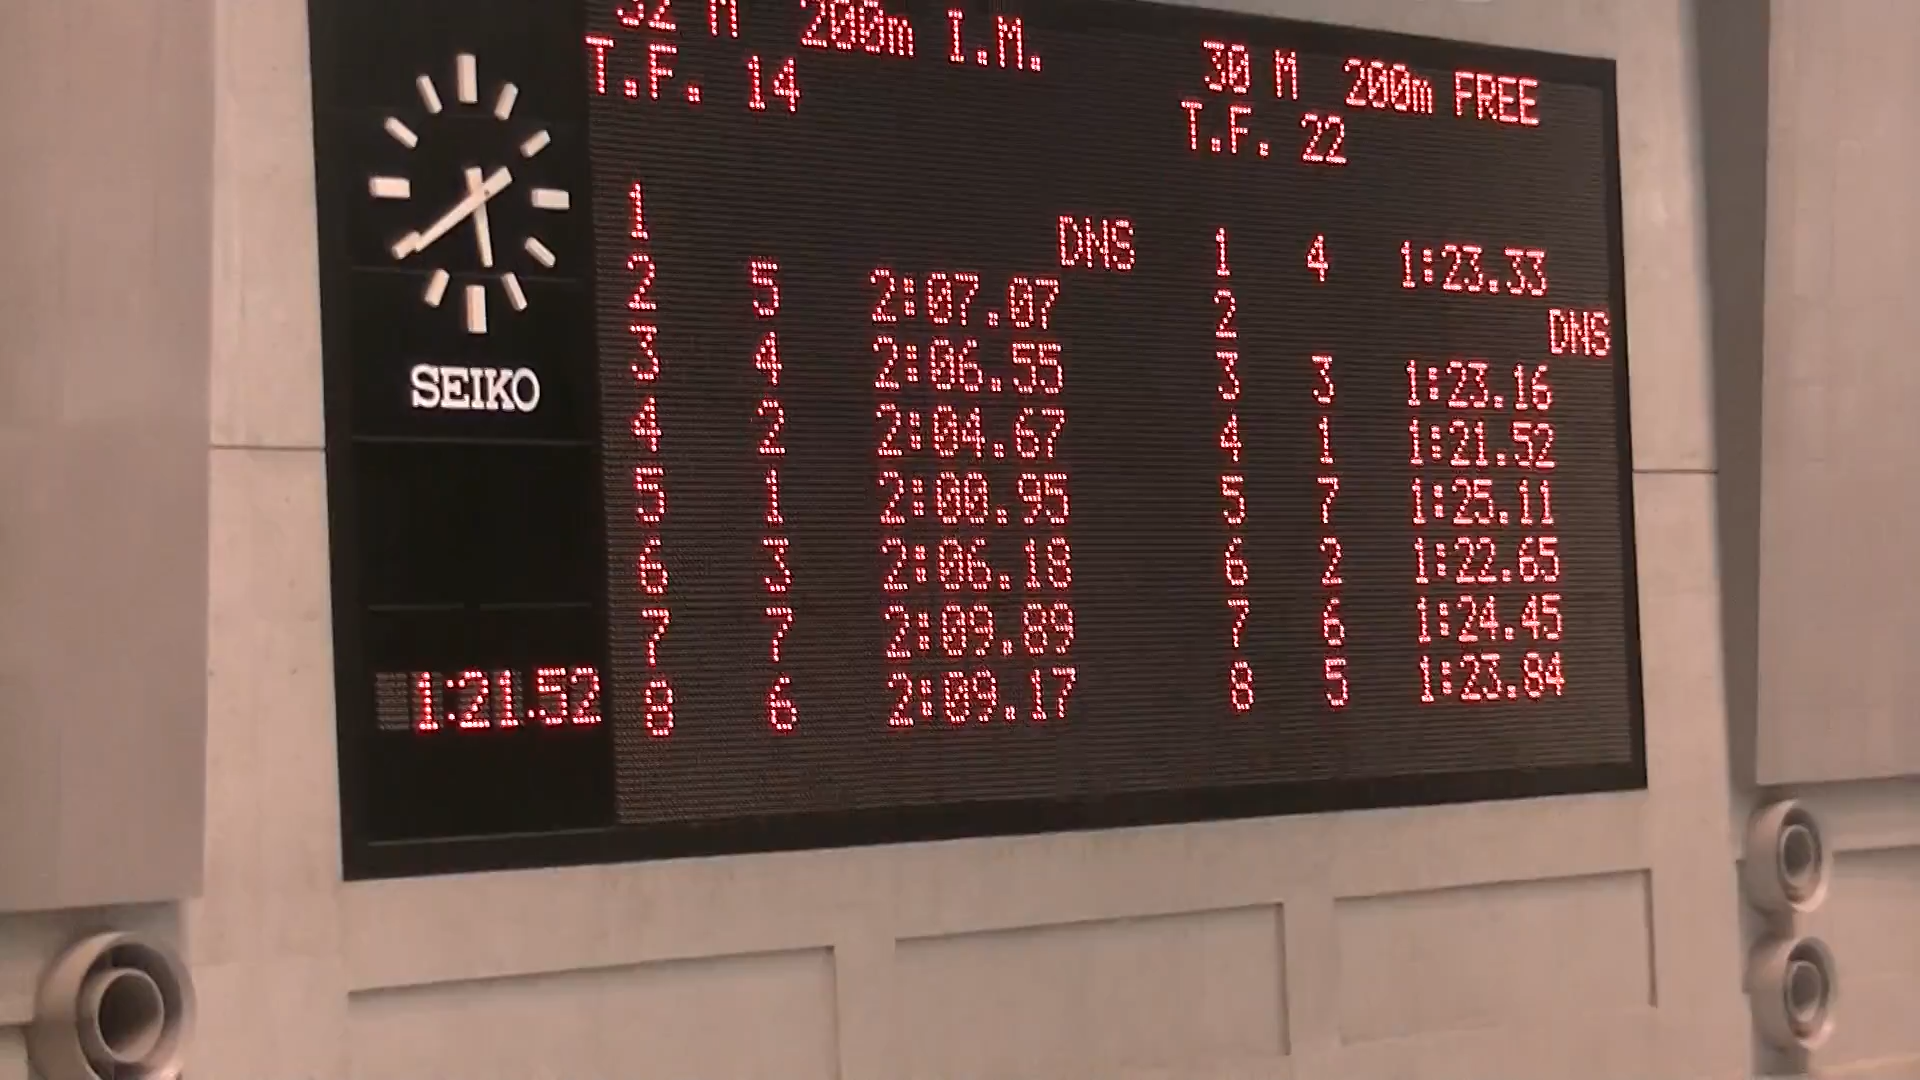 32 M 200m I.M.
T.F. 14
1 DNS
2 5 2:07.07
3 4 2:06.55
4 2 2:04.67
5 1 2:00.95
6 3 2:06.18
7 7 2:09.89
8 6 2:09.17
30 M 200m FREE
T.F. 22
1 4 1:23.33
2 DNS
3 3 1:23.16
4 1 1:21.52
5 7 1:25.11
6 2 1:22.65
7 6 1:24.45
8 5 1:23.84
SEIKO
1:21.52